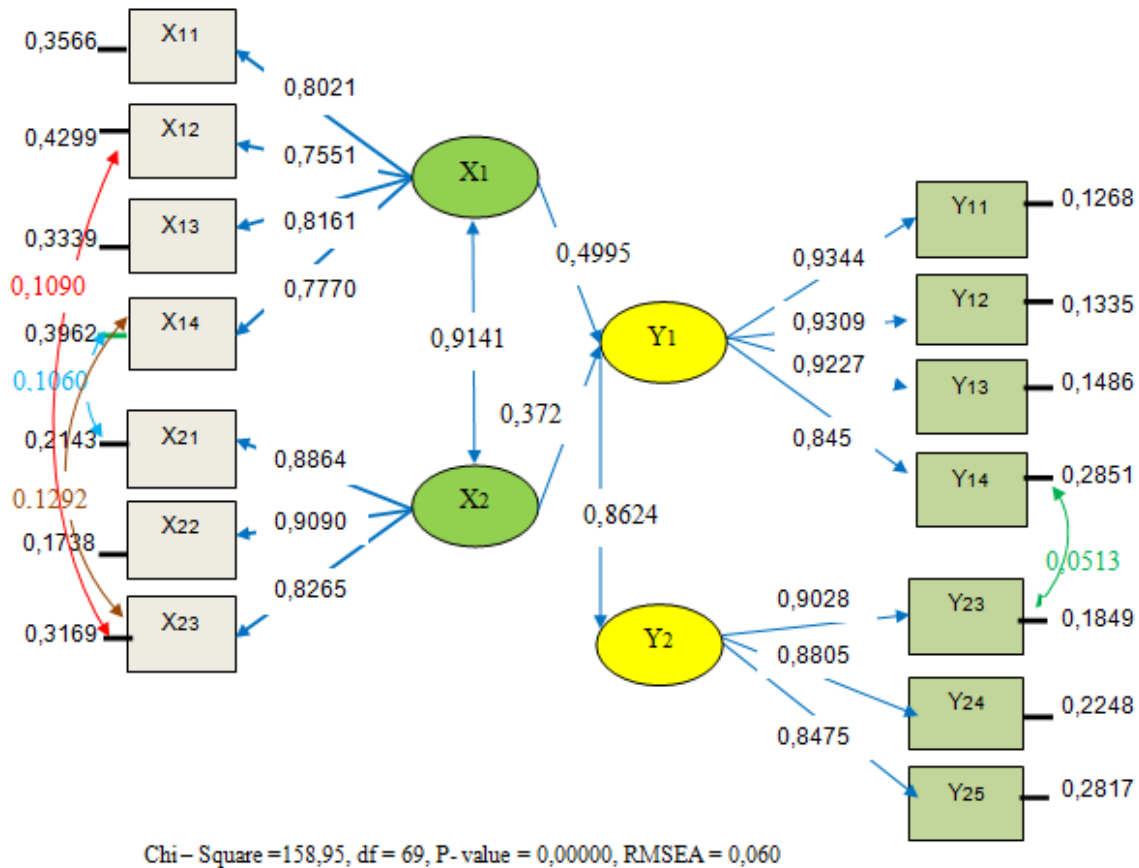 0,3566
X11
0,8021
0,4299
X12
0,7551
X1
0,3339
X13
0,8161
0,1090
0,7770
0,3962
X14
0,1060
0,9141
0,4995
Y1
0,2143
X21
0,8864
0,372
0.1292
X2
0,1738
X22
0,9090
0,8265
0,8624
0,3169
X23
Y2
0,9344
Y11
0,1268
0,9309
Y12
0,1335
0,9227
Y13
0,1486
0,845
Y14
0,2851
0,0513
0,9028
Y23
0,1849
0,8805
Y24
0,2248
0,8475
Y25
0,2817
Chi – Square =158,95, df = 69, P- value = 0,00000, RMSEA = 0,060